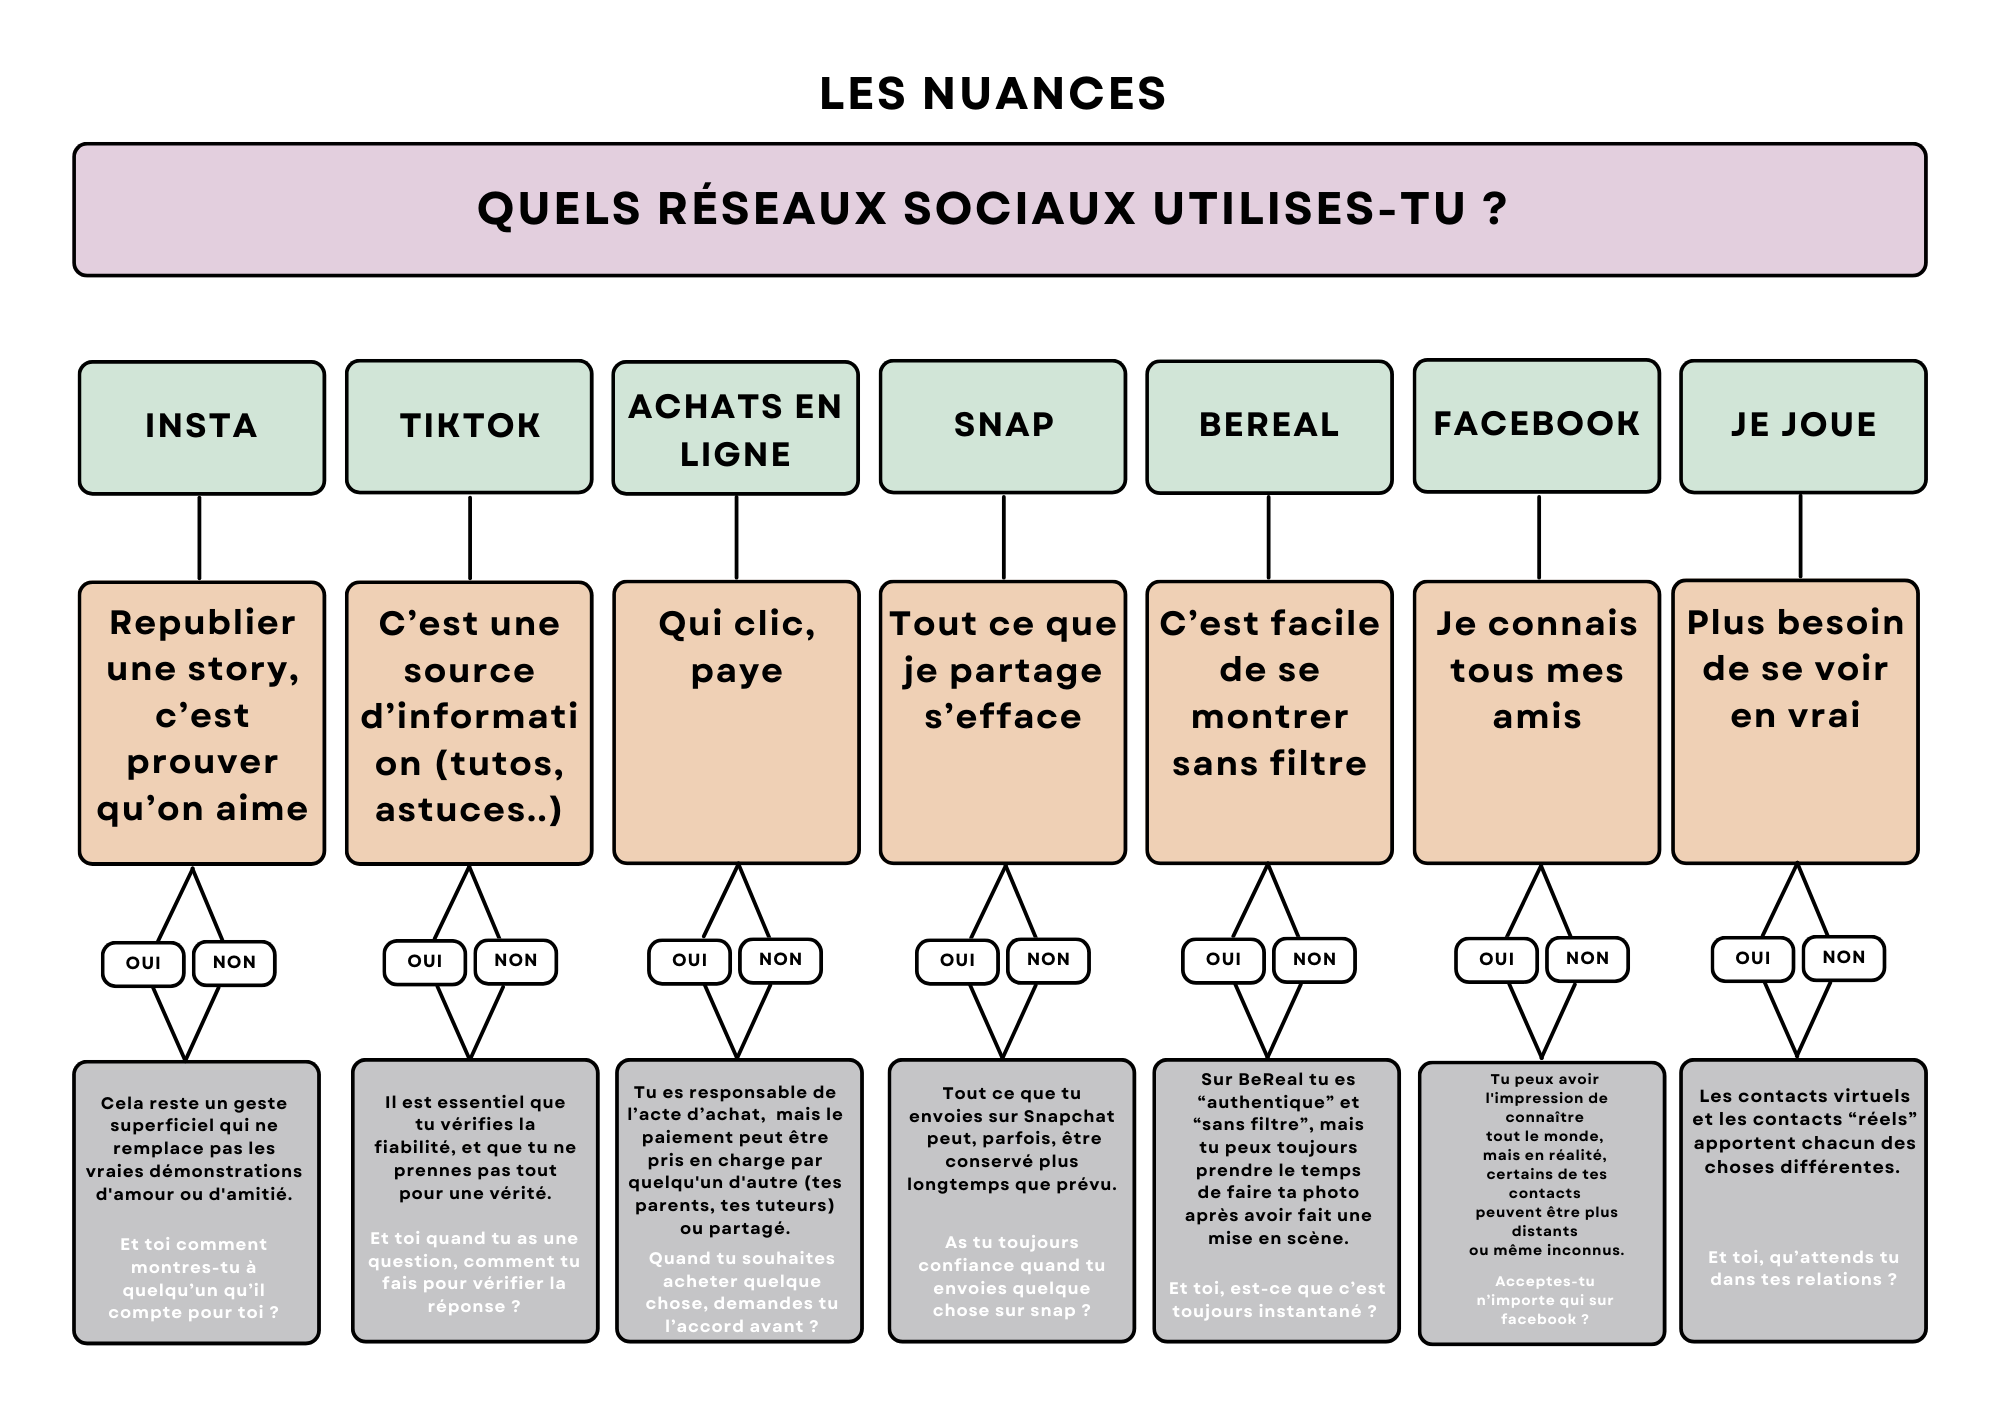 LES NUANCES
QUELS RÉSEAUX SOCIAUX UTILISES-TU ?
INSTA
TIKTOK
ACHATS EN
LIGNE
SNAP
BEREAL
FACEBOOK
JE JOUE
Republier
une story,
c’est
prouver
qu’on aime
C’est une
source
d’informati
on (tutos,
astuces..)
Qui clic,
paye
Tout ce que
je partage
s’efface
C’est facile
de se
montrer
sans filtre
Je connais
tous mes
amis
Plus besoin
de se voir
en vrai
OUI
NON
OUI
NON
OUI
NON
OUI
NON
OUI
NON
OUI
NON
OUI
NON
Cela reste un geste
superficiel qui ne
remplace pas les
vraies démonstrations
d'amour ou d'amitié.
Et toi comment
montres-tu à
quelqu’un qu’il
compte pour toi ?
Il est essentiel que
tu vérifies la
fiabilité, et que tu ne
prennes pas tout
pour une vérité.
Et toi quand tu as une
question, comment tu
fais pour vérifier la
réponse ?
Tu es responsable de
l’acte d’achat,  mais le
paiement peut être
pris en charge par
quelqu'un d'autre (tes
parents, tes tuteurs)
ou partagé.
Quand tu souhaites
acheter quelque
chose, demandes tu
l’accord avant ?
Tout ce que tu
envoies sur Snapchat
peut, parfois, être
conservé plus
longtemps que prévu.
As tu toujours
confiance quand tu
envoies quelque
chose sur snap ?
Sur BeReal tu es
“authentique” et
“sans filtre”, mais
tu peux toujours
prendre le temps
de faire ta photo
après avoir fait une
mise en scène.
Et toi, est-ce que c’est
toujours instantané ?
Tu peux avoir
l'impression de
connaître
tout le monde,
mais en réalité,
certains de tes
contacts
peuvent être plus
distants
ou même inconnus.
Acceptes-tu
n’importe qui sur
facebook ?
Les contacts virtuels
et les contacts “réels”
apportent chacun des
choses différentes.
Et toi, qu’attends tu
dans tes relations ?